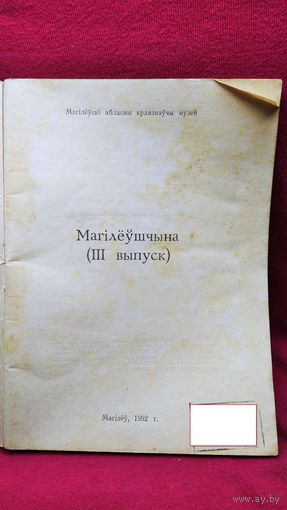 Магілёўскі абласны краязнаўчы музей
Магілёўшчына
(III выпуск)
Магілёў, 1992 г.
www.ay.by